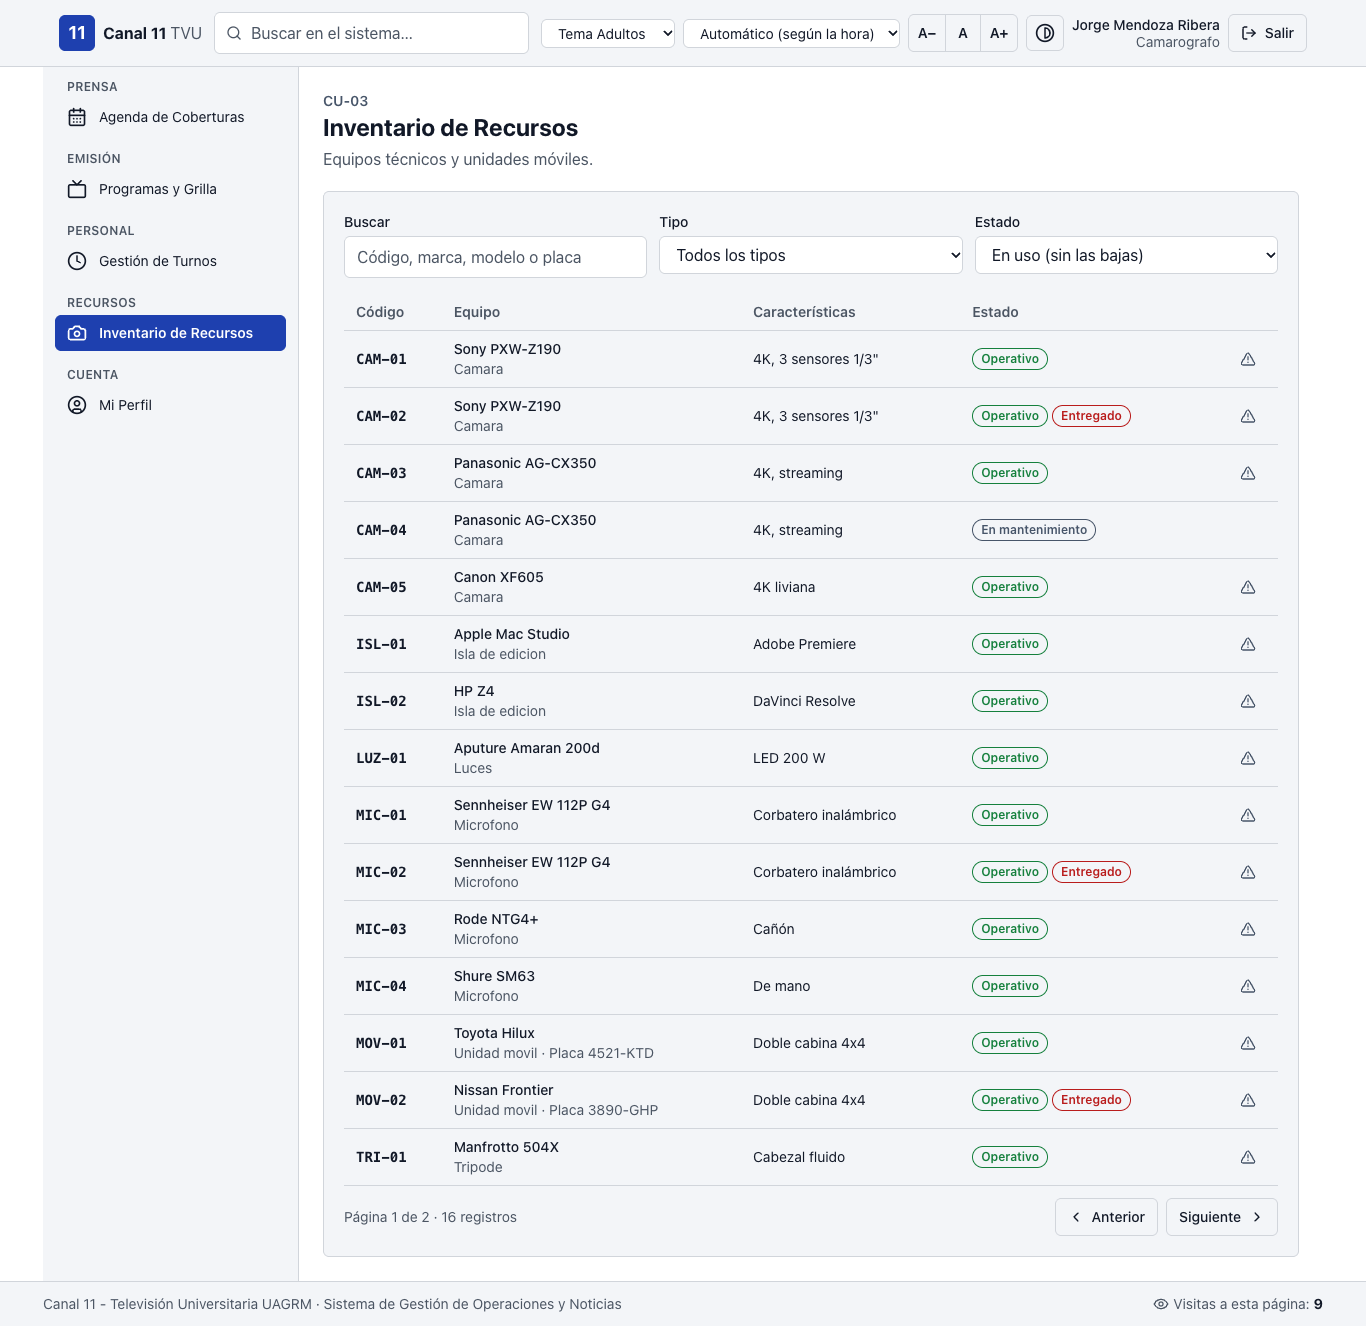 11 Canal 11 TVU
Buscar en el sistema...
Tema Adultos
Automático (según la hora)
A− A A+
Jorge Mendoza Ribera
Camarografo
Salir
PRENSA
Agenda de Coberturas
EMISIÓN
Programas y Grilla
PERSONAL
Gestión de Turnos
RECURSOS
Inventario de Recursos
CUENTA
Mi Perfil
CU-03
Inventario de Recursos
Equipos técnicos y unidades móviles.
Buscar Tipo Estado
Código, marca, modelo o placa Todos los tipos En uso (sin las bajas)
Código Equipo Características Estado
CAM-01 Sony PXW-Z190 4K, 3 sensores 1/3" Operativo
Camara
CAM-02 Sony PXW-Z190 4K, 3 sensores 1/3" Operativo Entregado
Camara
CAM-03 Panasonic AG-CX350 4K, streaming Operativo
Camara
CAM-04 Panasonic AG-CX350 4K, streaming En mantenimiento
Camara
CAM-05 Canon XF605 4K liviana Operativo
Camara
ISL-01 Apple Mac Studio Adobe Premiere Operativo
Isla de edicion
ISL-02 HP Z4 DaVinci Resolve Operativo
Isla de edicion
LUZ-01 Aputure Amaran 200d LED 200 W Operativo
Luces
MIC-01 Sennheiser EW 112P G4 Corbatero inalámbrico Operativo
Microfono
MIC-02 Sennheiser EW 112P G4 Corbatero inalámbrico Operativo Entregado
Microfono
MIC-03 Rode NTG4+ Cañón Operativo
Microfono
MIC-04 Shure SM63 De mano Operativo
Microfono
MOV-01 Toyota Hilux Doble cabina 4x4 Operativo
Unidad movil · Placa 4521-KTD
MOV-02 Nissan Frontier Doble cabina 4x4 Operativo Entregado
Unidad movil · Placa 3890-GHP
TRI-01 Manfrotto 504X Cabezal fluido Operativo
Tripode
Página 1 de 2 · 16 registros Anterior Siguiente
Canal 11 - Televisión Universitaria UAGRM · Sistema de Gestión de Operaciones y Noticias Visitas a esta página: 9